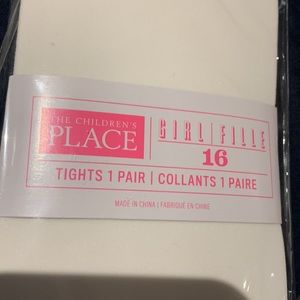 THE CHILDREN'S
PLACE
GIRL | FILLE
16
TIGHTS 1 PAIR | COLLANTS 1 PAIRE
MADE IN CHINA | FABRIQUÉ EN CHINE